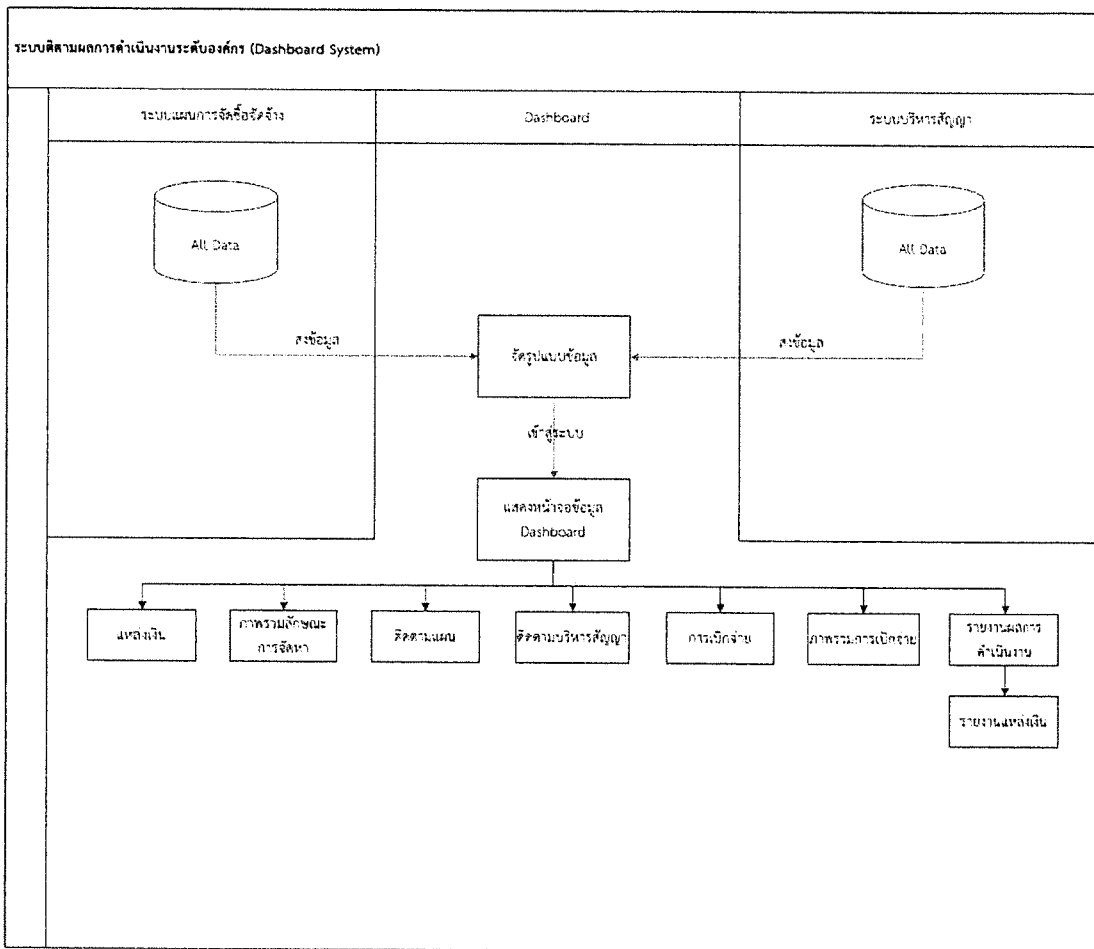 ระบบติดตามผลการดำเนินงานระดับองค์กร (Dashboard System)
ระบบแผนการจัดซื้อจัดจ้าง
Dashboard
ระบบบริหารสัญญา
All Data
All Data
ส่งข้อมูล
จัดรูปแบบข้อมูล
ส่งข้อมูล
เข้าสู่ระบบ
แสดงหน้าจอข้อมูล
Dashboard
แหล่งเงิน
ภาพรวมลักษณะ
การจัดหา
ติดตามแผน
ติดตามบริหารสัญญา
การเบิกจ่าย
ภาพรวมการเบิกจ่าย
รายงานผลการ
ดำเนินงาน
รายงานแหล่งเงิน